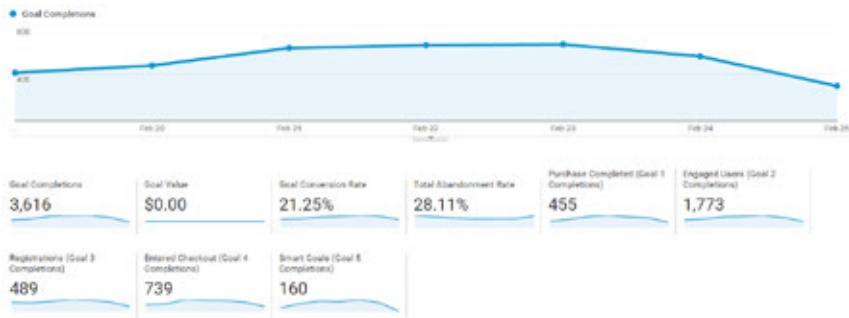 Goal Completions
800
400
Feb 20
Feb 21
Feb 22
Feb 23
Feb 24
Feb 25
Goal Completions
3,616
Goal Value
$0.00
Goal Conversion Rate
21.25%
Total Abandonment Rate
28.11%
Purchase Completed (Goal 1
Completions)
455
Engaged Users (Goal 2
Completions)
1,773
Registrations (Goal 3
Completions)
489
Entered Checkout (Goal 4
Completions)
739
Smart Goals (Goal 5
Completions)
160